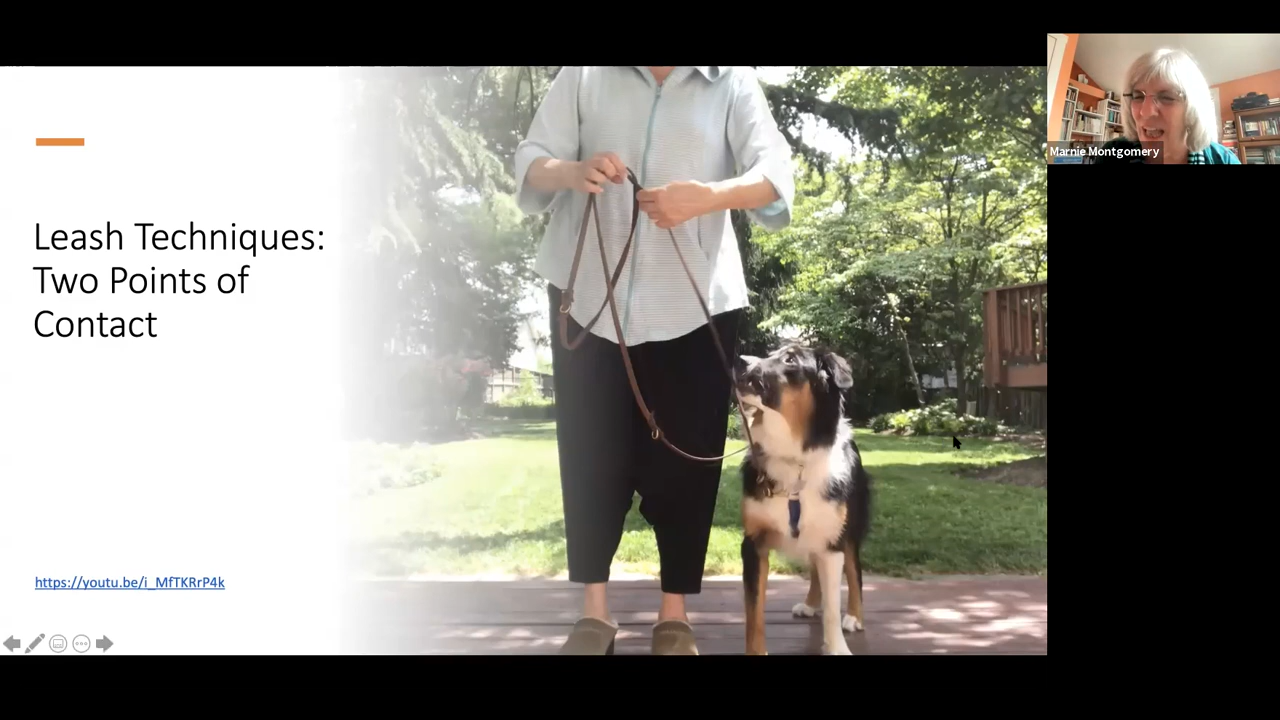 Leash Techniques:
Two Points of
Contact
https://youtu.be/i_MfTKRrP4k
Marnie Montgomery